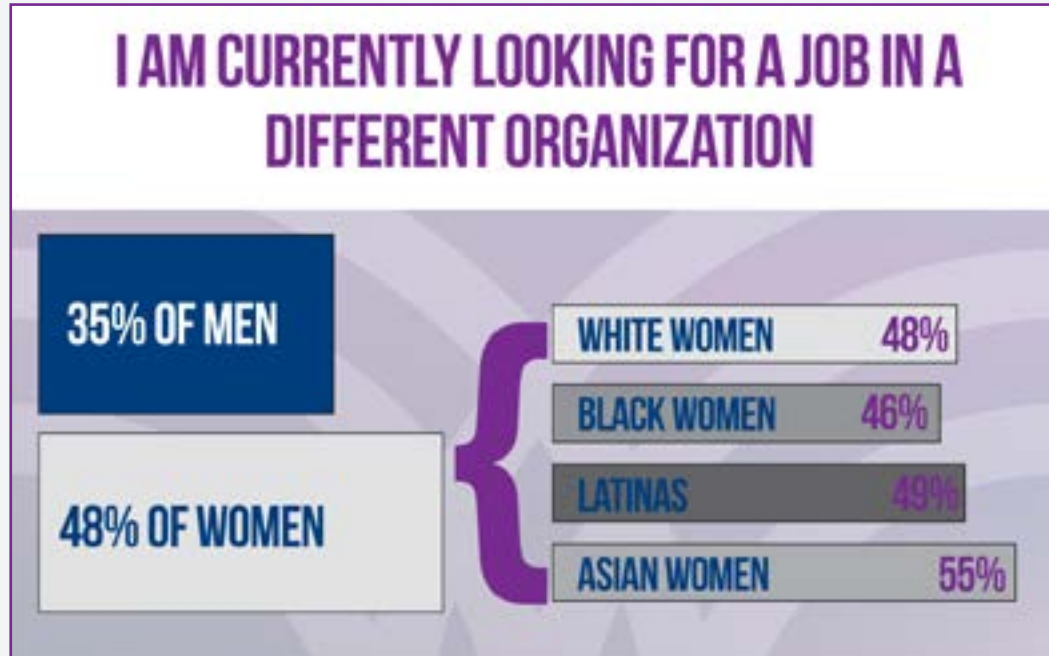 I AM CURRENTLY LOOKING FOR A JOB IN A
DIFFERENT ORGANIZATION
35% OF MEN
48% OF WOMEN
WHITE WOMEN 48%
BLACK WOMEN 46%
LATINAS 49%
ASIAN WOMEN 55%